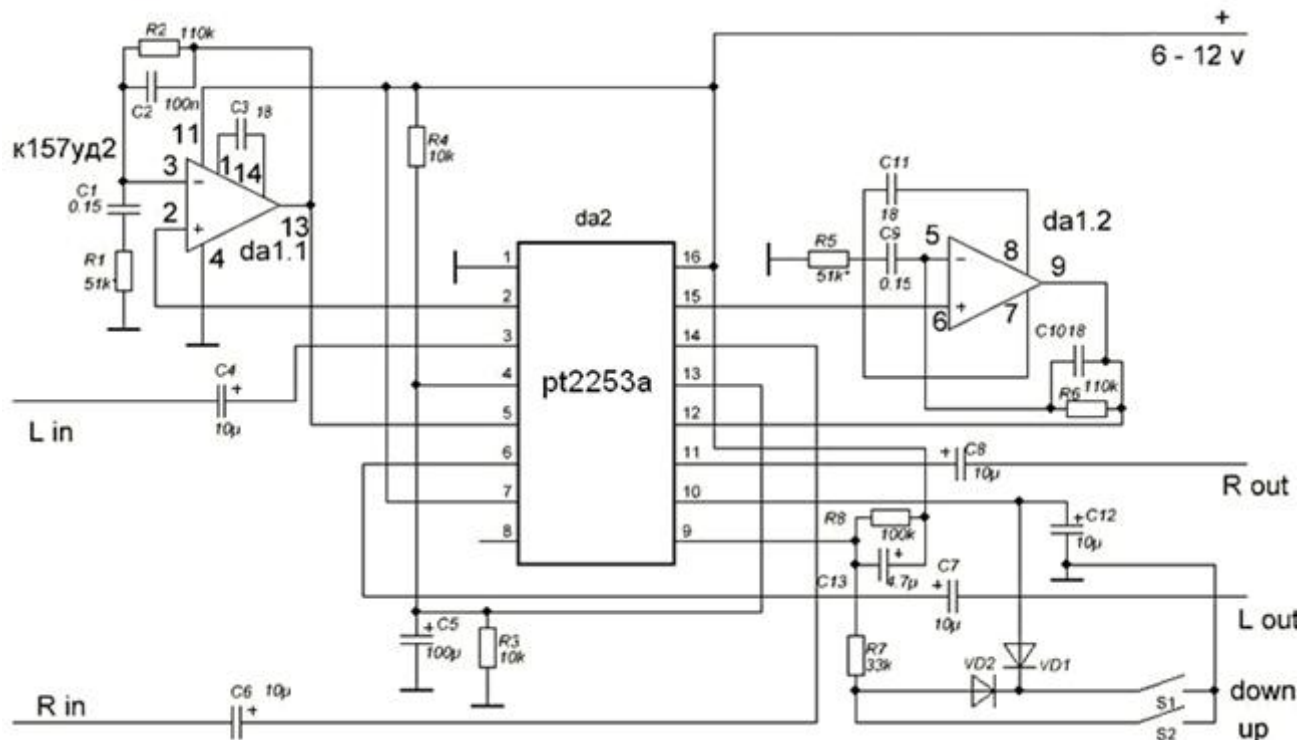 R2 110k
+
6 - 12 v
C2 100n
C3 18
11
R4
10k
к157уд2
3
1
14
C1
0.15
2
13
da1.1
4
R1
51k*
C11
18
da1.2
da2
C9
0.15
5
8
9
R5
51k*
6
7
C10 18
110k
R6
pt2253a
1
2
3
4
5
6
7
8
16
15
14
13
12
11
10
9
C4
10µ
L in
C8
10µ
R out
R8
100k
C12
10µ
C13
4.7µ
C7
10µ
L out
C5
100µ
R3
10k
R7
33k
VD2
VD1
C6 10µ
R in
S1
down
S2
up